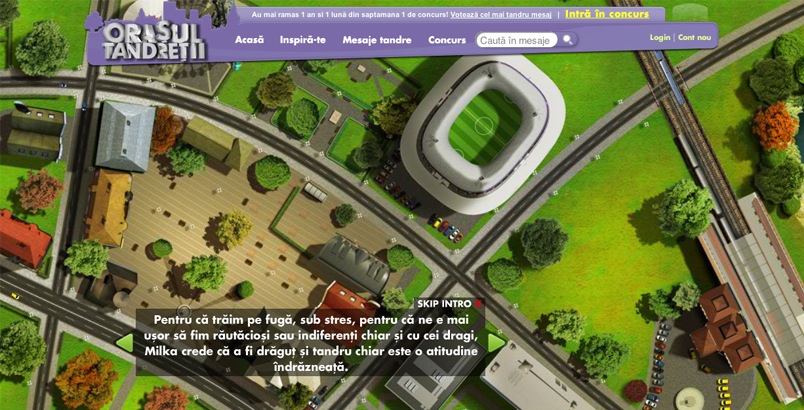 Au mai ramas 1 an si 1 lună din saptamana 1 de concurs! Votează cel mai tandru mesaj | Intră în concurs
ORAȘUL
TANDREȚII
Acasă Inspiră-te Mesaje tandre Concurs Caută în mesaje Login | Cont nou
SKIP INTRO
Pentru că trăim pe fugă, sub stres, pentru că ne e mai
ușor să fim răutăcioși sau indiferenți chiar și cu cei dragi,
Milka crede că a fi drăguț și tandru chiar este o atitudine
îndrăzneață.